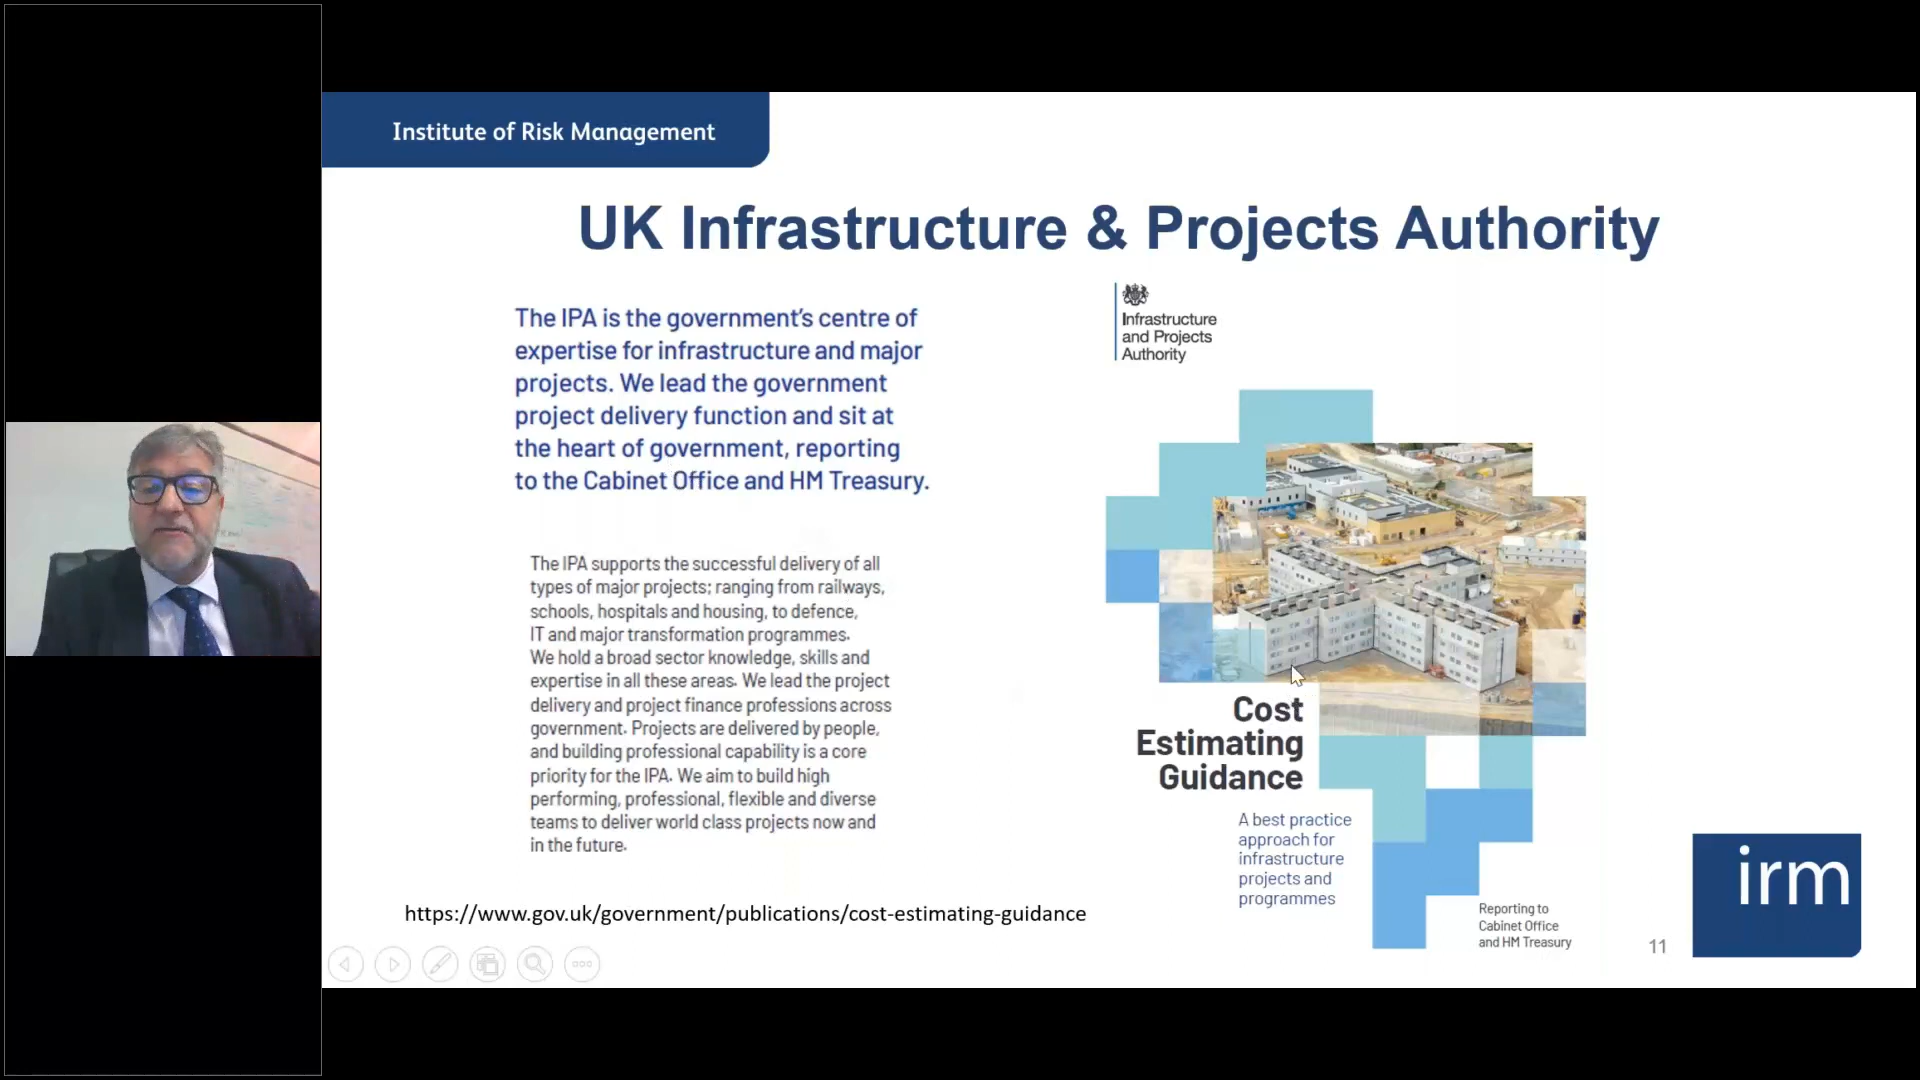 Institute of Risk Management
UK Infrastructure & Projects Authority
The IPA is the government's centre of
expertise for infrastructure and major
projects. We lead the government
project delivery function and sit at
the heart of government, reporting
to the Cabinet Office and HM Treasury.
The IPA supports the successful delivery of all
types of major projects; ranging from railways,
schools, hospitals and housing, to defence,
IT and major transformation programmes.
We hold a broad sector knowledge, skills and
expertise in all these areas. We lead the project
delivery and project finance professions across
government. Projects are delivered by people,
and building professional capability is a core
priority for the IPA. We aim to build high
performing, professional, flexible and diverse
teams to deliver world class projects now and
in the future.
https://www.gov.uk/government/publications/cost-estimating-guidance
Infrastructure
and Projects
Authority
Cost
Estimating
Guidance
A best practice
approach for
infrastructure
projects and
programmes
Reporting to
Cabinet Office
and HM Treasury
11
irm